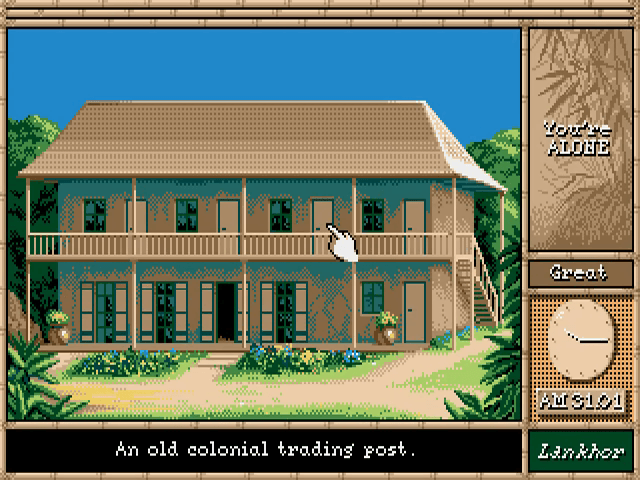 You're
ALONE
Great
AM 31.01
An old colonial trading post.
Lankhor